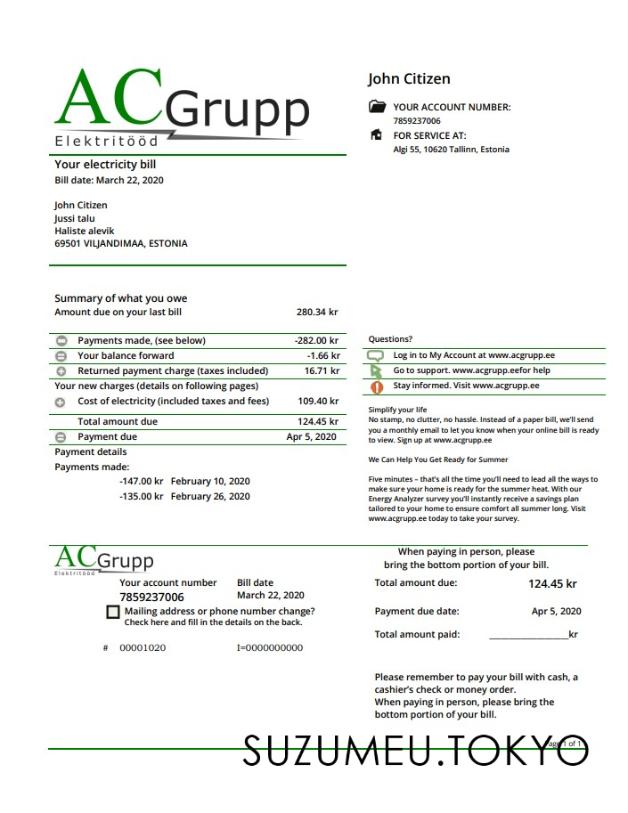 AC Grupp
Elektritööd
Your electricity bill
Bill date: March 22, 2020
John Citizen
Jussi talu
Haliste alevik
69501 VILJANDIMAA, ESTONIA
John Citizen
YOUR ACCOUNT NUMBER:
7859237006
FOR SERVICE AT:
Algi 55, 10620 Tallinn, Estonia
Summary of what you owe
Amount due on your last bill 280.34 kr
Payments made, (see below) -282.00 kr
Your balance forward -1.66 kr
Returned payment charge (taxes included) 16.71 kr
Your new charges (details on following pages)
Cost of electricity (included taxes and fees) 109.40 kr
Total amount due 124.45 kr
Payment due Apr 5, 2020
Payment details
Payments made:
-147.00 kr February 10, 2020
-135.00 kr February 26, 2020
Questions?
Log in to My Account at www.acgrupp.ee
Go to support. www.acgrupp.eefor help
Stay informed. Visit www.acgrupp.ee
Simplify your life
No stamp, no clutter, no hassle. Instead of a paper bill, we'll send
you a monthly email to let you know when your online bill is ready
to view. Sign up at www.acgrupp.ee
We Can Help You Get Ready for Summer
Five minutes – that's all the time you'll need to lead all the ways to
make sure your home is ready for the summer heat. With our
Energy Analyzer survey you'll instantly receive a savings plan
tailored to your home to ensure comfort all summer long. Visit
www.acgrupp.ee today to take your survey.
AC Grupp
Elektritööd
Your account number Bill date
7859237006 March 22, 2020
Mailing address or phone number change?
Check here and fill in the details on the back.
# 00001020 I=0000000000
When paying in person, please
bring the bottom portion of your bill.
Total amount due: 124.45 kr
Payment due date: Apr 5, 2020
Total amount paid: ___________________kr
Please remember to pay your bill with cash, a
cashier's check or money order.
When paying in person, please bring the
bottom portion of your bill.
Page 1 of 1
SUZUMEU.TOKYO